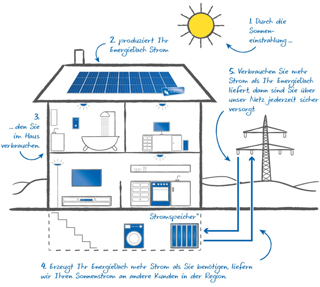 1. Durch die
Sonnen-
einstrahlung ...
2. produziert Ihr
Energiedach Strom
3.
... den Sie
im Haus
verbrauchen.
5. Verbrauchen Sie mehr
Strom als Ihr Energiedach
liefert, dann sind Sie über
unser Netz jederzeit sicher
versorgt.
Stromspeicher*!
4. Erzeugt Ihr Energiedach mehr Strom als Sie benötigen, liefern
wir Ihren Sonnenstrom an andere Kunden in der Region.